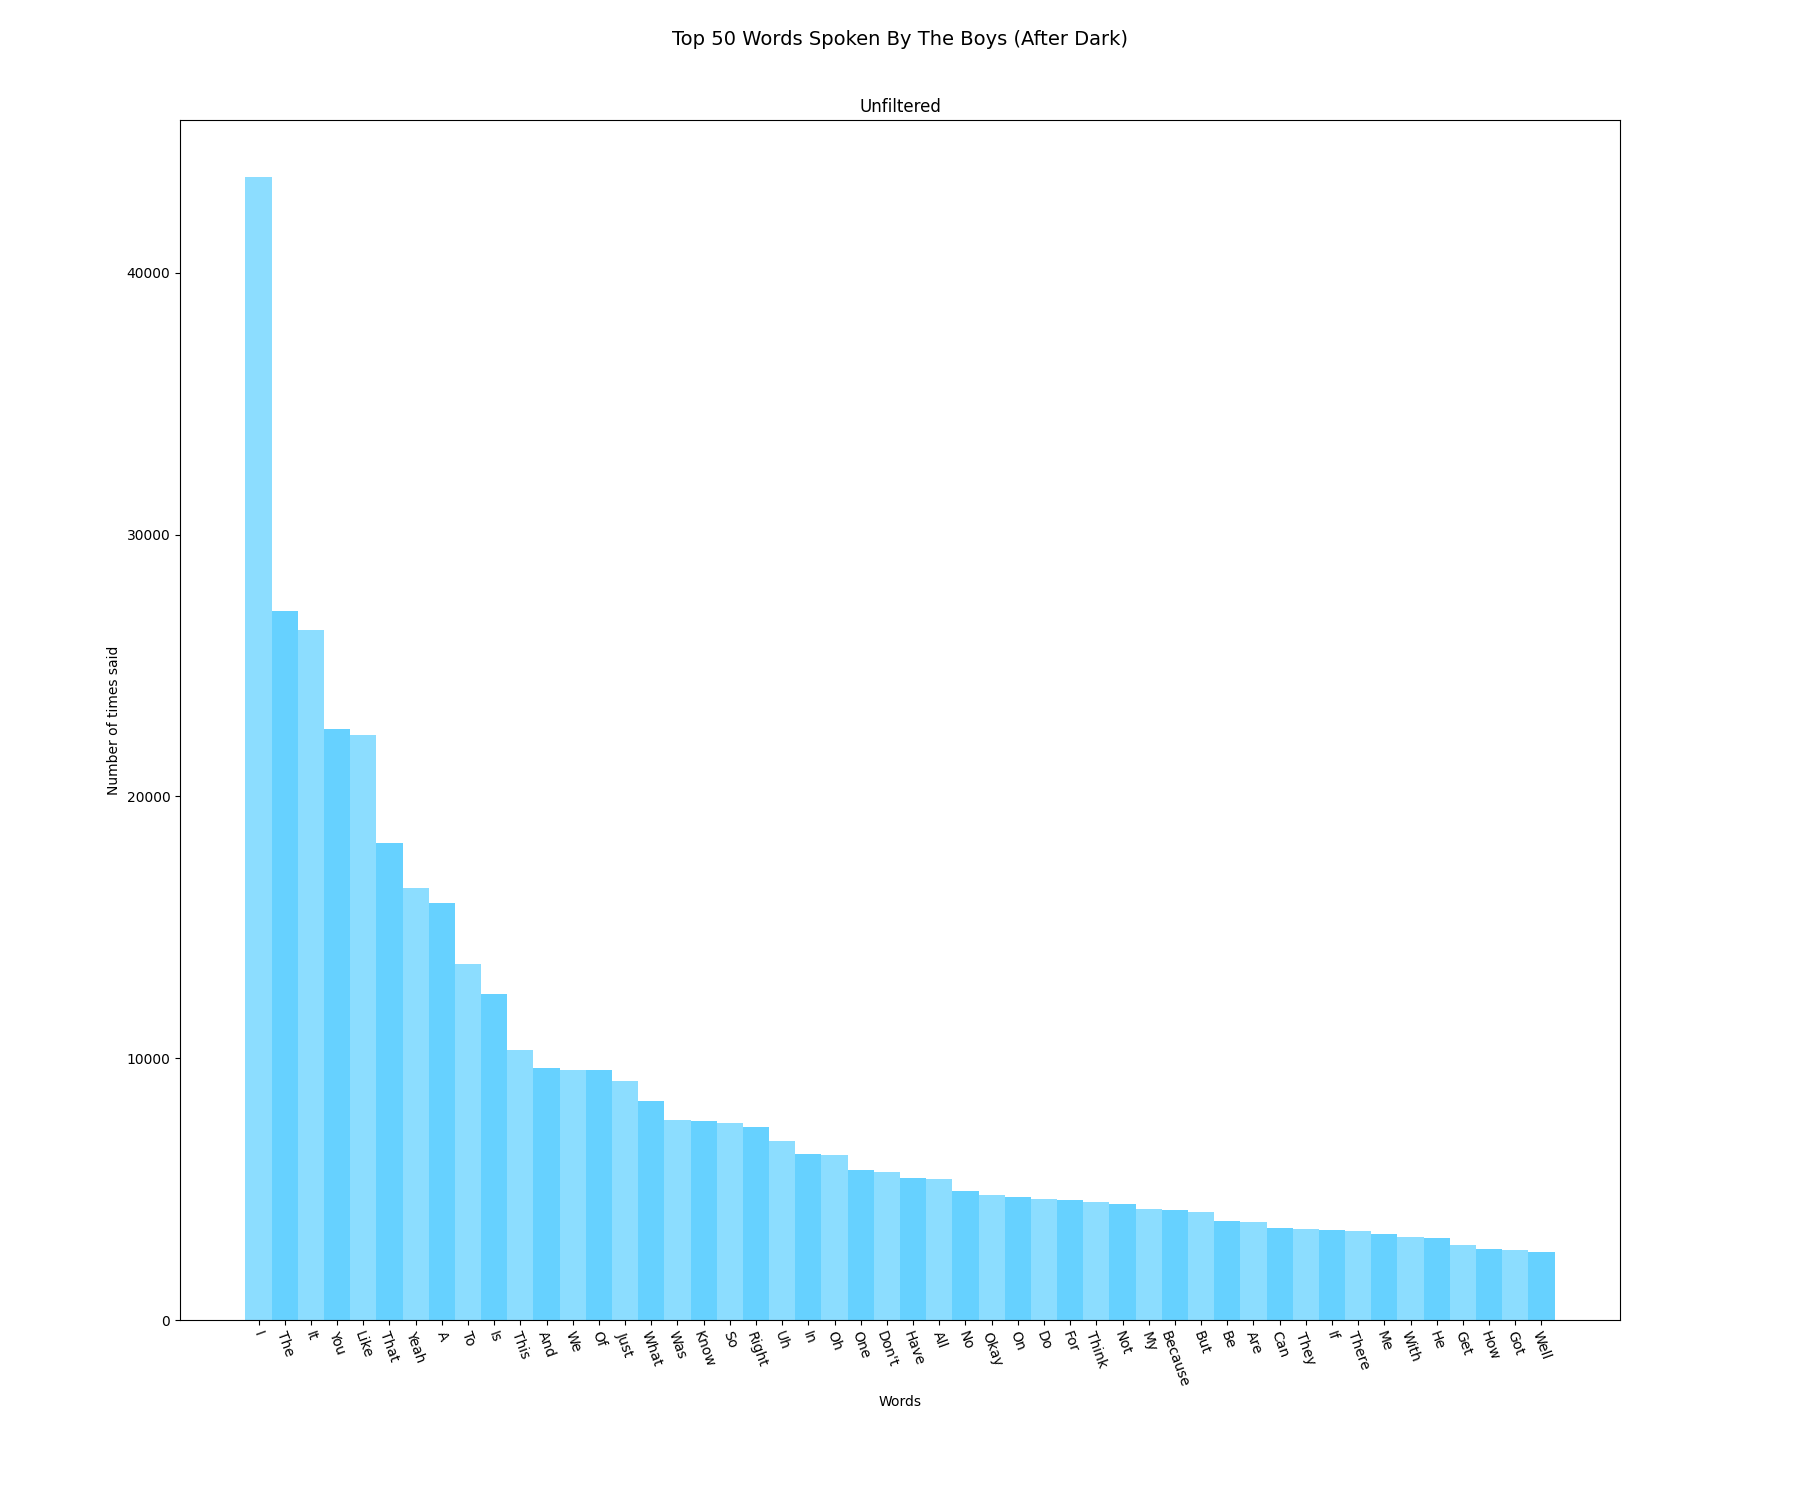 Top 50 Words Spoken By The Boys (After Dark)
Unfiltered
Number of times said
40000
30000
20000
10000
0
I The It You Like That Yeah A To Is This And We Of Just What Was Know So Right Uh In Oh One Don't Have All No Okay On Do For Think Not My Because But Be Are Can They If There Me With He Get How Got Well
Words